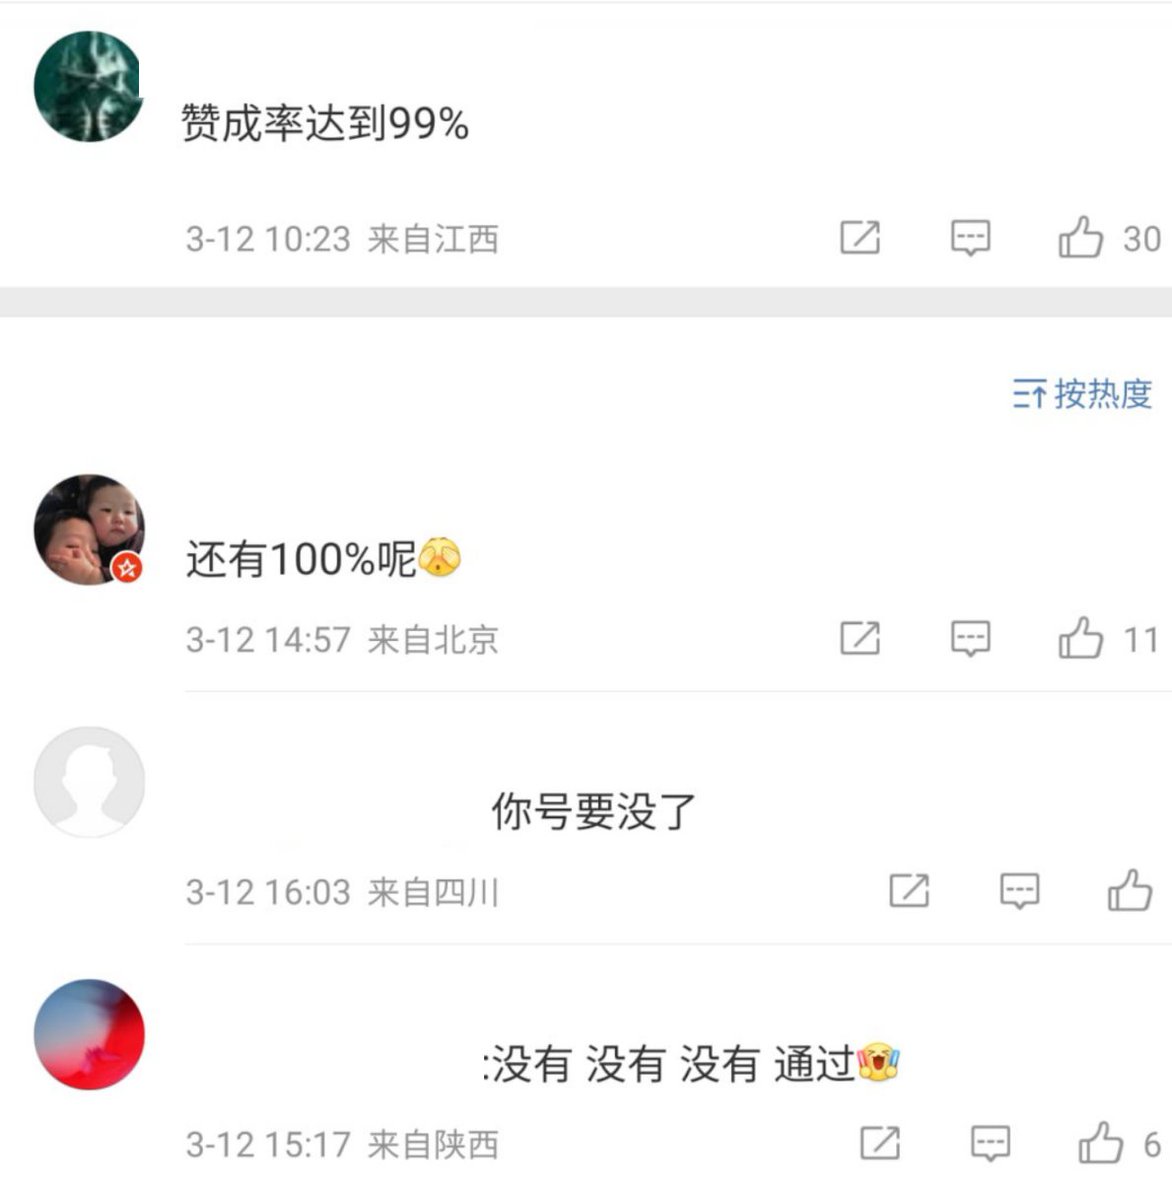 赞成率达到99%
3-12 10:23 来自江西
30
按热度
还有100%呢
3-12 14:57 来自北京
11
你号要没了
3-12 16:03 来自四川
:没有 没有 没有 通过
3-12 15:17 来自陕西
6